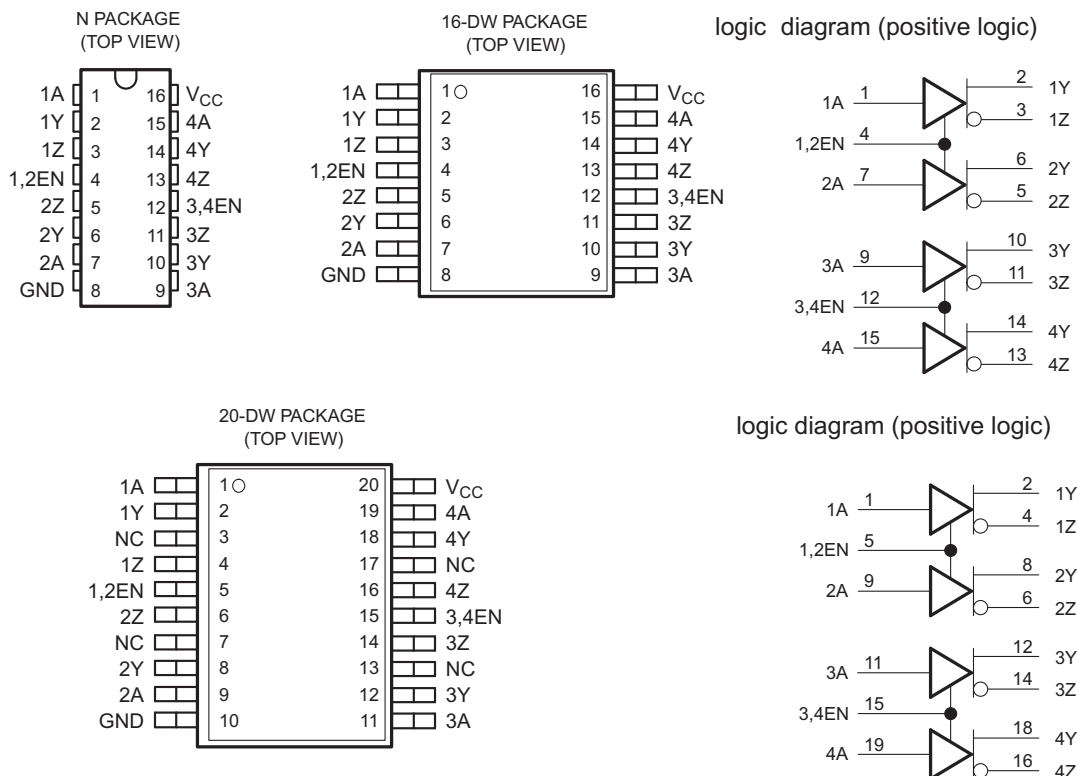 N PACKAGE
(TOP VIEW)
1A 1 16 VCC
1Y 2 15 4A
1Z 3 14 4Y
1,2EN 4 13 4Z
2Z 5 12 3,4EN
2Y 6 11 3Z
2A 7 10 3Y
GND 8 9 3A
16-DW PACKAGE
(TOP VIEW)
1A 1 16 VCC
1Y 2 15 4A
1Z 3 14 4Y
1,2EN 4 13 4Z
2Z 5 12 3,4EN
2Y 6 11 3Z
2A 7 10 3Y
GND 8 9 3A
logic diagram (positive logic)
1A 1 2 1Y
3 1Z
1,2EN 4
2A 7 6 2Y
5 2Z
3A 9 10 3Y
11 3Z
3,4EN 12
4A 15 14 4Y
13 4Z
20-DW PACKAGE
(TOP VIEW)
1A 1 20 VCC
1Y 2 19 4A
NC 3 18 4Y
1Z 4 17 NC
1,2EN 5 16 4Z
2Z 6 15 3,4EN
NC 7 14 3Z
2Y 8 13 NC
2A 9 12 3Y
GND 10 11 3A
logic diagram (positive logic)
1A 1 2 1Y
4 1Z
1,2EN 5
2A 9 8 2Y
6 2Z
3A 11 12 3Y
14 3Z
3,4EN 15
4A 19 18 4Y
16 4Z